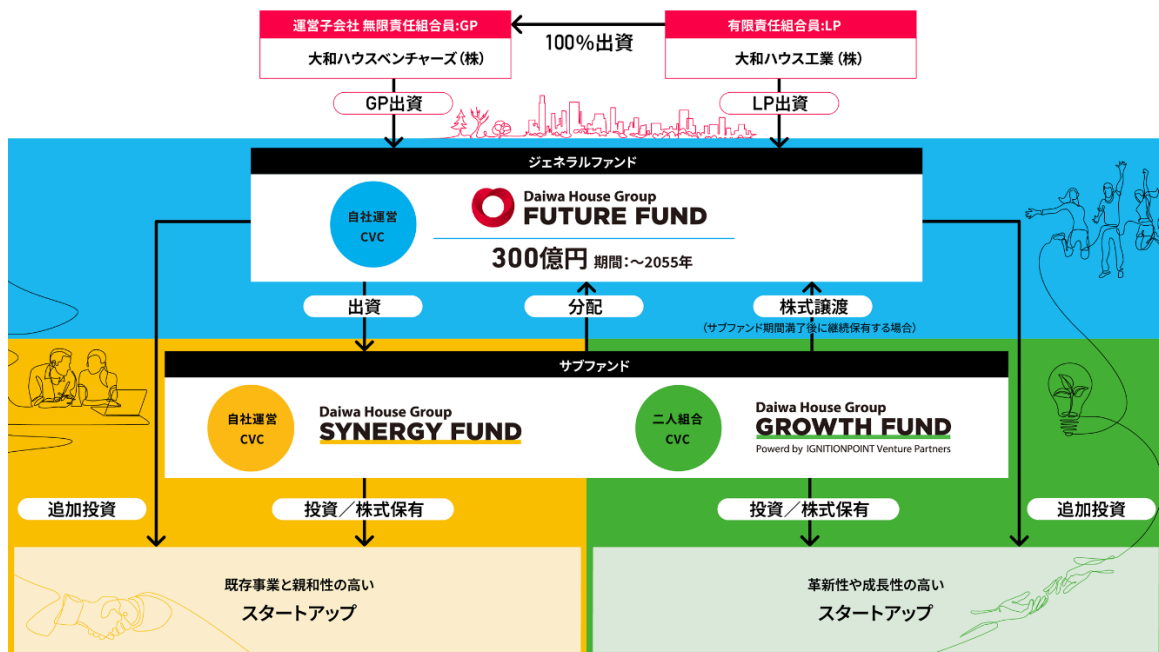 運営子会社 無限責任組合員:GP
大和ハウスベンチャーズ(株)
100%出資
有限責任組合員:LP
大和ハウス工業(株)
GP出資
LP出資
ジェネラルファンド
自社運営
CVC
Daiwa House Group
FUTURE FUND
300億円 期間:〜2055年
出資
分配
株式譲渡
(サブファンド期間満了後に継続保有する場合)
サブファンド
自社運営
CVC
Daiwa House Group
SYNERGY FUND
二人組合
CVC
Daiwa House Group
GROWTH FUND
Powerd by IGNITIONPOINT Venture Partners
追加投資
投資/株式保有
投資/株式保有
追加投資
既存事業と親和性の高い
スタートアップ
革新性や成長性の高い
スタートアップ